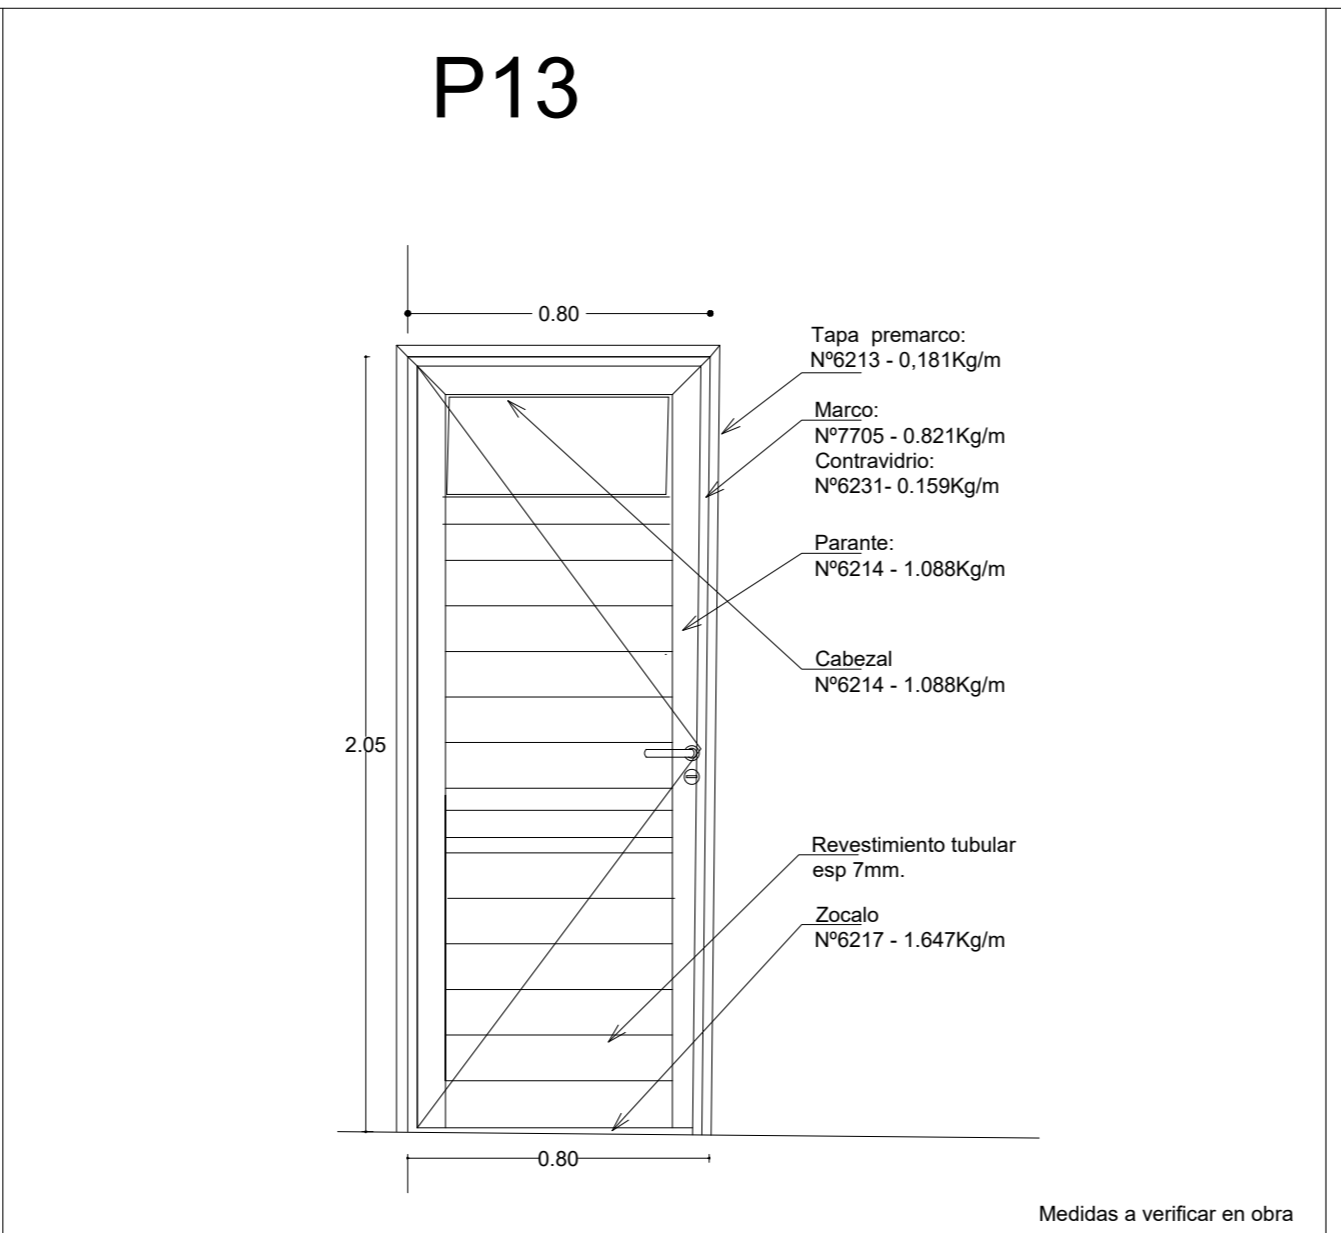 P13
0.80
Tapa premarco:
Nº6213 - 0,181Kg/m
Marco:
Nº7705 - 0.821Kg/m
Contravidrio:
Nº6231- 0.159Kg/m
Parante:
Nº6214 - 1.088Kg/m
Cabezal
Nº6214 - 1.088Kg/m
2.05
Revestimiento tubular
esp 7mm.
Zocalo
Nº6217 - 1.647Kg/m
0.80
Medidas a verificar en obra